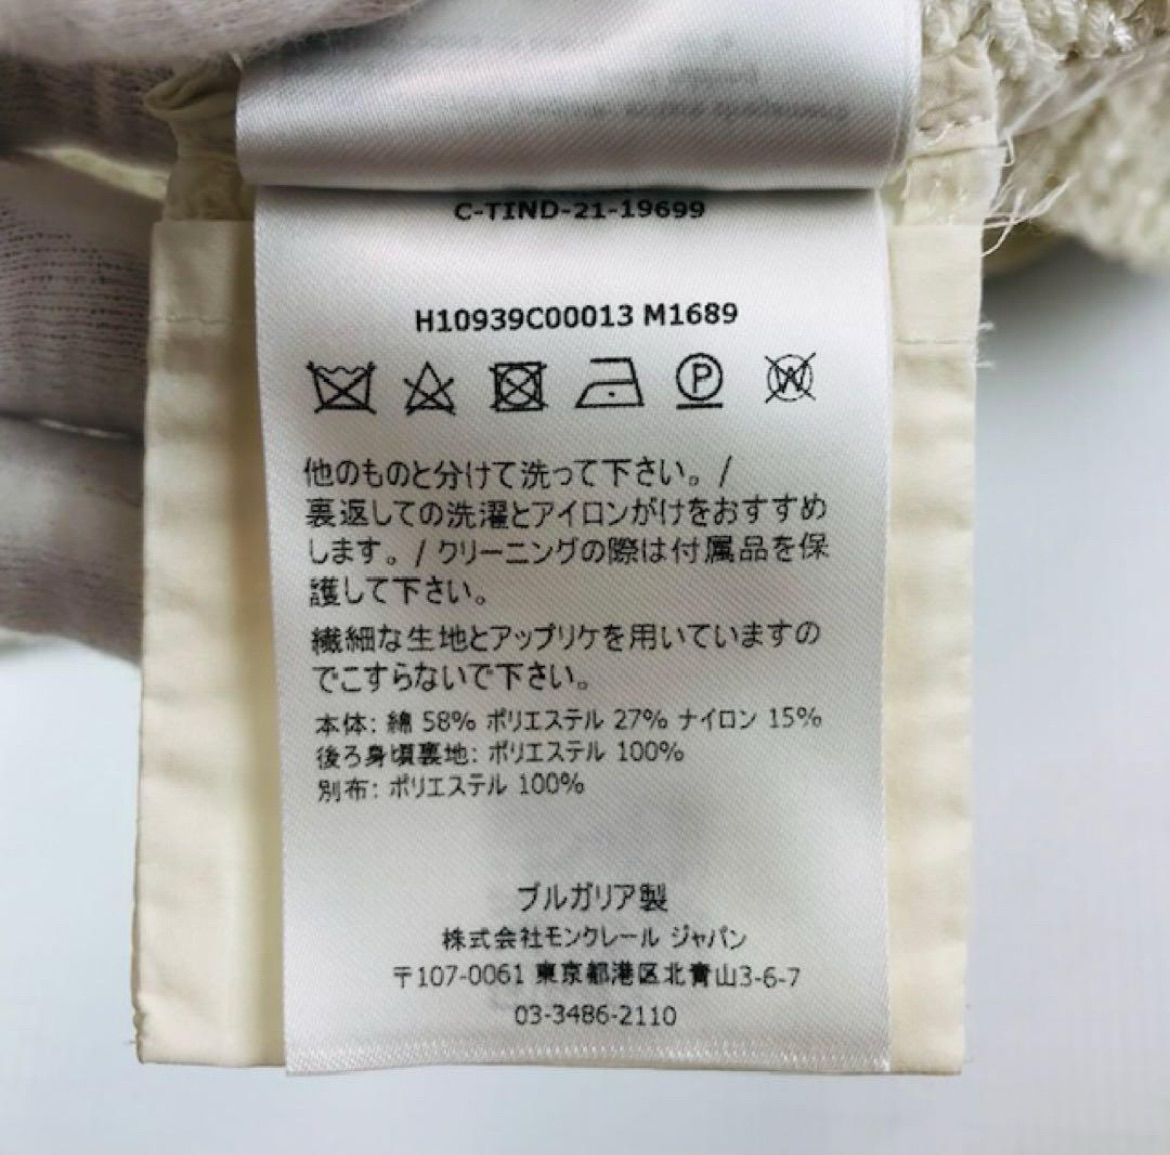 C-TIND-21-19699
H10939C00013 M1689
P
W
他のものと分けて洗って下さい。/
裏返しての洗濯とアイロンがけをおすすめ
します。/ クリーニングの際は付属品を保
護して下さい。
繊細な生地とアップリケを用いていますの
でこすらないで下さい。
本体: 綿 58% ポリエステル 27% ナイロン 15%
後ろ身頃裏地: ポリエステル 100%
別布: ポリエステル 100%
ブルガリア製
株式会社モンクレール ジャパン
〒107-0061 東京都港区北青山3-6-7
03-3486-2110